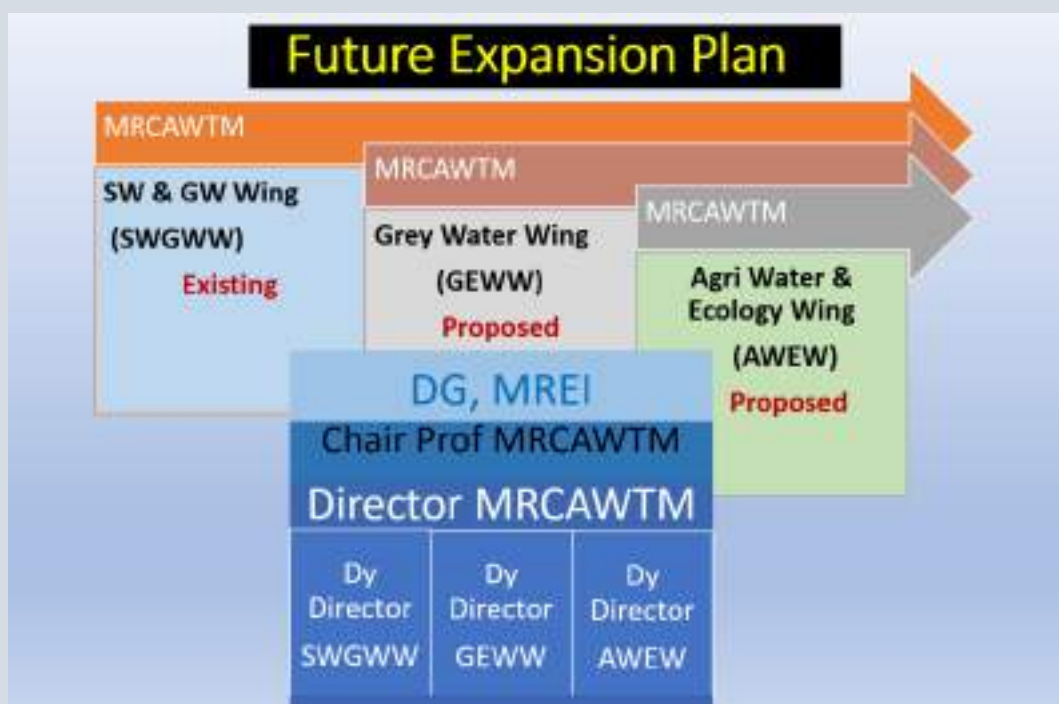 Future Expansion Plan
MRCAWTM
SW & GW Wing
(SWGWW)
Existing
MRCAWTM
Grey Water Wing
(GEWW)
Proposed
MRCAWTM
Agri Water &
Ecology Wing
(AWEW)
Proposed
DG, MREI
Chair Prof MRCAWTM
Director MRCAWTM
Dy
Director
SWGWW
Dy
Director
GEWW
Dy
Director
AWEW